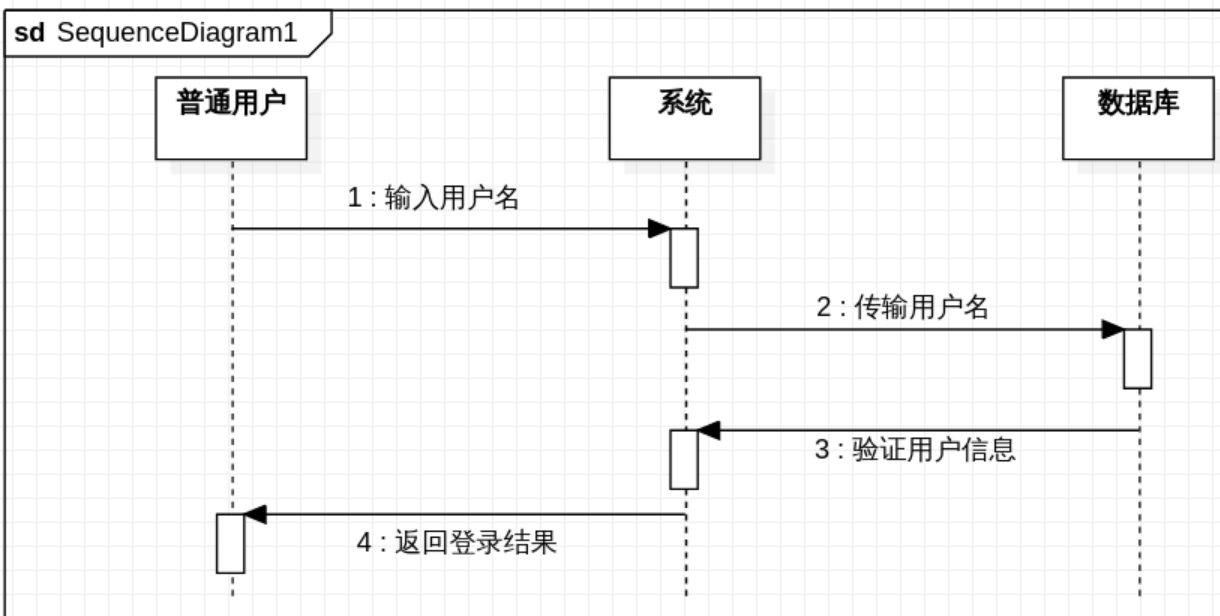 sd SequenceDiagram1
普通用户
系统
数据库
1 : 输入用户名
2 : 传输用户名
3 : 验证用户信息
4 : 返回登录结果